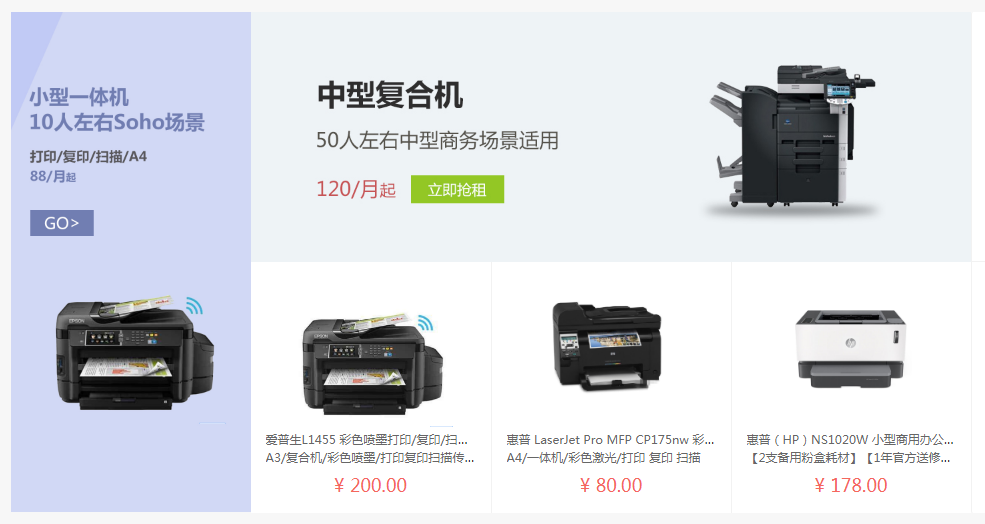 小型一体机
10人左右Soho场景
打印/复印/扫描/A4
88/月起
GO>
中型复合机
50人左右中型商务场景适用
120/月起
立即抢租
EPSON
EPSON
hp
爱普生L1455 彩色喷墨打印/复印/扫...
A3/复合机/彩色喷墨/打印复印扫描传...
¥ 200.00
惠普 LaserJet Pro MFP CP175nw 彩...
A4/一体机/彩色激光/打印 复印 扫描
¥ 80.00
惠普（HP）NS1020W 小型商用办公...
【2支备用粉盒耗材】【1年官方送修...
¥ 178.00